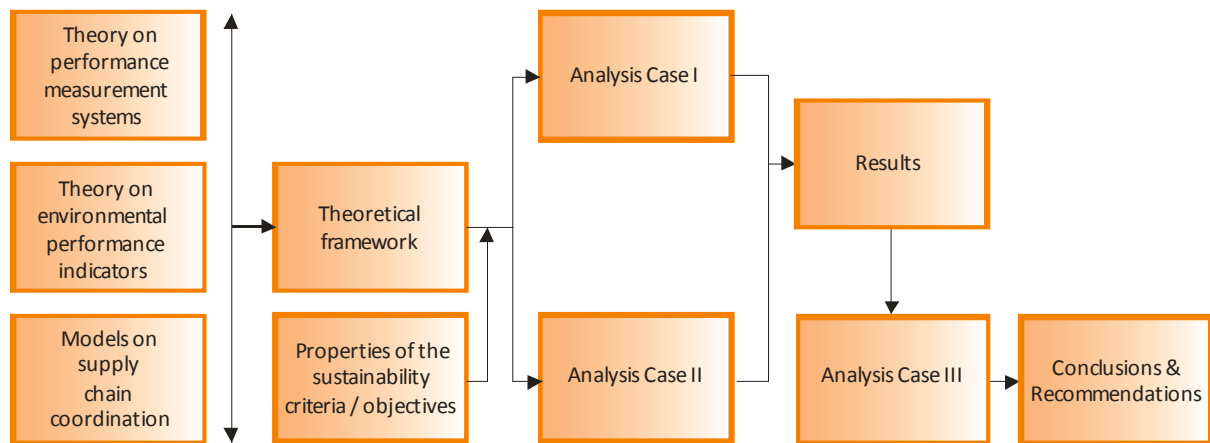 Theory on
performance
measurement
systems
Theory on
environmental
performance
indicators
Models on
supply
chain
coordination
Theoretical
framework
Properties of the
sustainability
criteria / objectives
Analysis Case I
Analysis Case II
Results
Analysis Case III
Conclusions &
Recommendations